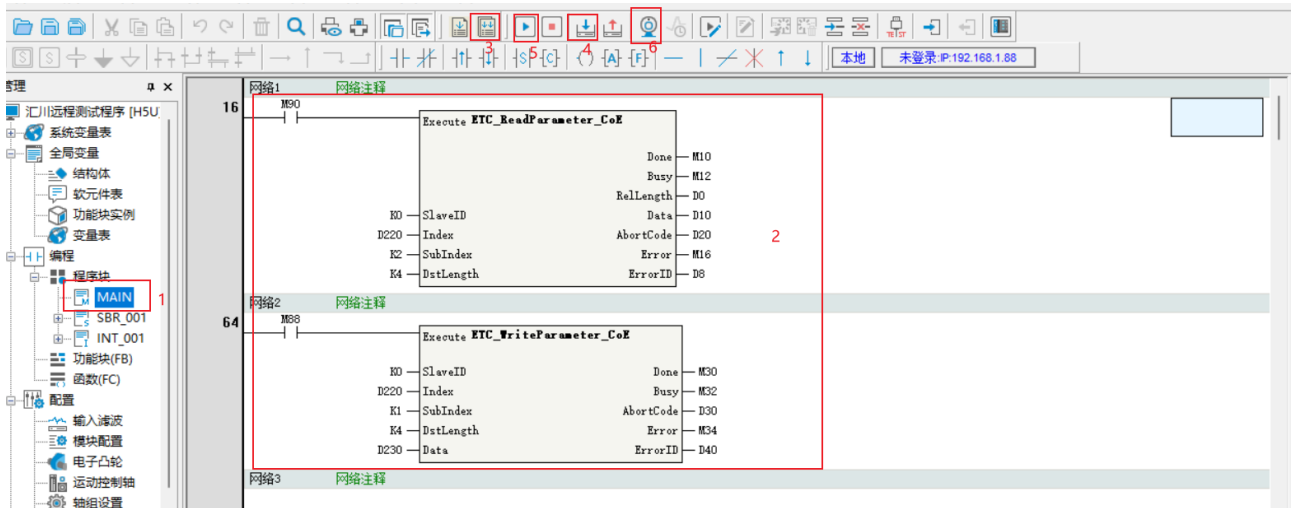 3
5
4
6
TEST
本地
未登录:IP:192.168.1.88
管理
汇川远程测试程序 [H5U
系统变量表
全局变量
结构体
软元件表
功能块实例
变量表
编程
程序块
MAIN
1
SBR_001
INT_001
功能块(FB)
函数(FC)
配置
输入滤波
模块配置
电子凸轮
运动控制轴
轴组设置
网络1 网络注释
16
M90
Execute ETC_ReadParameter_CoE
Done M10
Busy M12
RelLength D0
K0 SlaveID Data D10
D220 Index AbortCode D20
K2 SubIndex Error M16
K4 DstLength ErrorID D8
2
网络2 网络注释
64
M88
Execute ETC_WriteParameter_CoE
K0 SlaveID Done M30
D220 Index Busy M32
K1 SubIndex AbortCode D30
K4 DstLength Error M34
D230 Data ErrorID D40
网络3 网络注释